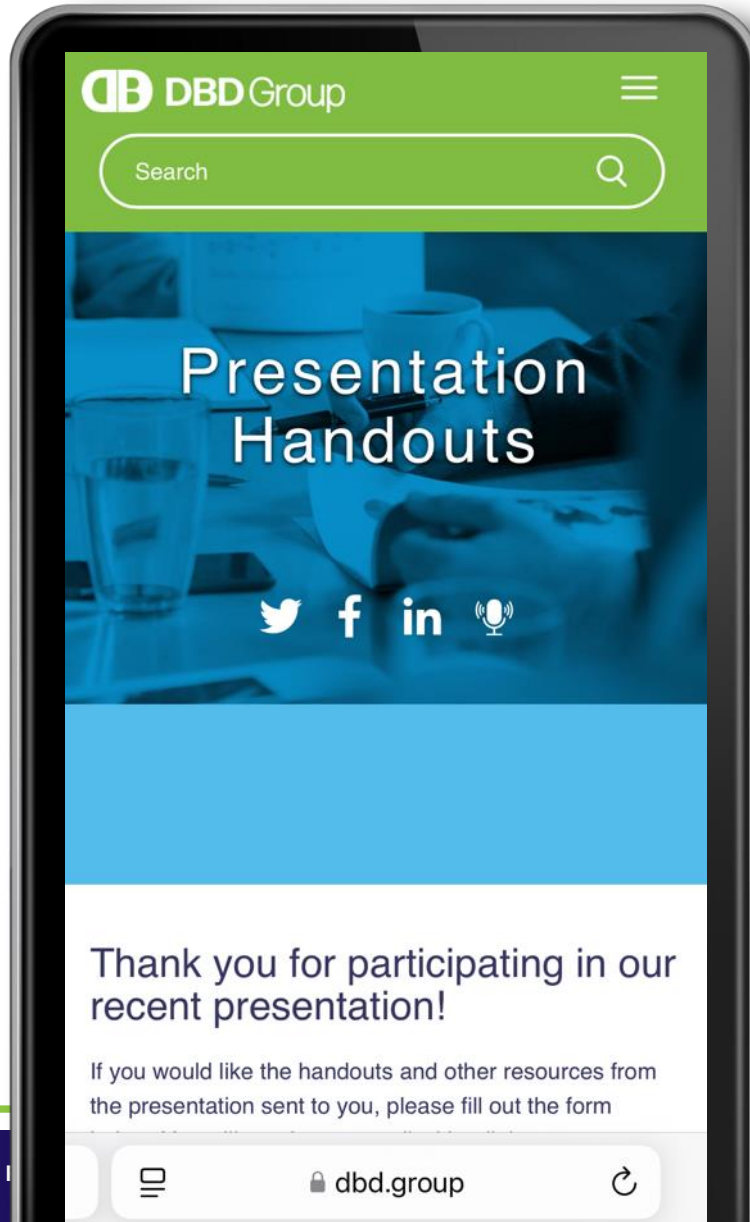 DBD Group
Search
Presentation
Handouts
in
Thank you for participating in our
recent presentation!
If you would like the handouts and other resources from
the presentation sent to you, please fill out the form
dbd.group